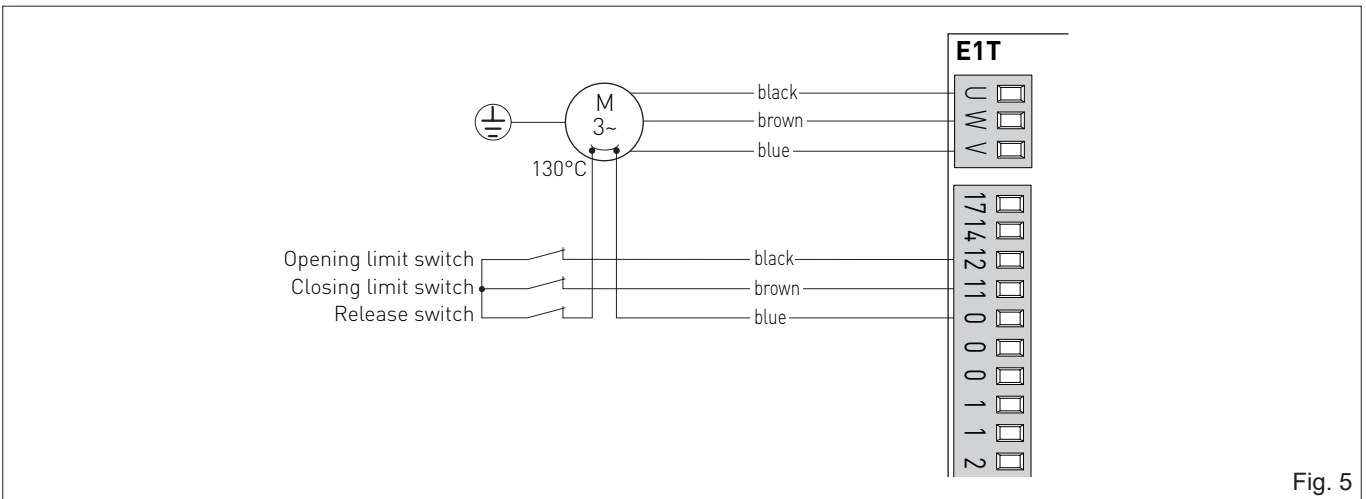 E1T
black
U
M
3~
brown
W
blue
V
130°C
17
14
Opening limit switch
black
12
Closing limit switch
brown
11
Release switch
blue
0
0
0
1
1
2
Fig. 5